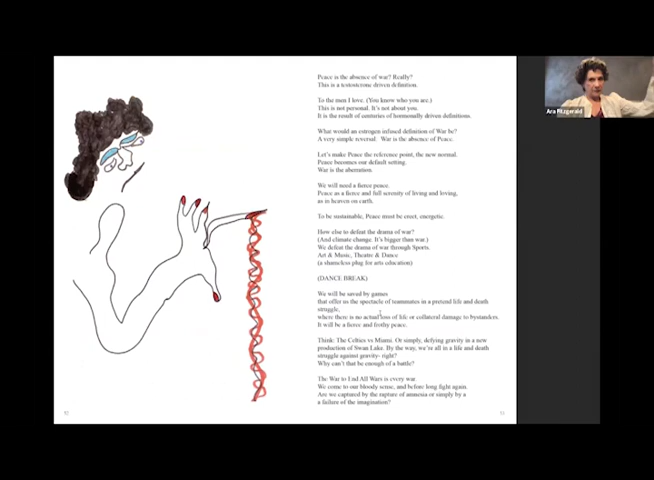 Peace is the absence of war? Really?
This is a testosterone driven definition.
To the men I love. (You know who you are.)
This is not personal. It's not about you.
It is the result of centuries of hormonally driven definitions.
What would an estrogen infused definition of War be?
A very simple reversal. War is the absence of Peace.
Let's make Peace the reference point, the new normal.
Peace becomes our default setting.
War is the aberration.
We will need a fierce peace.
Peace as a fierce and full serenity of living and loving,
as in heaven on earth.
To be sustainable, Peace must be erect, energetic.
How else to defeat the drama of war?
(And climate change. It's bigger than war.)
We defeat the drama of war through Sports.
Art & Music, Theatre & Dance
(a shameless plug for arts education)
(DANCE BREAK)
We will be saved by games
that offer us the spectacle of teammates in a pretend life and death
struggle,
where there is no actual loss of life or collateral damage to bystanders.
It will be a fierce and frothy peace.
Think: The Celtics vs Miami. Or simply, defying gravity in a new
production of Swan Lake. By the way, we're all in a life and death
struggle against gravity- right?
Why can't that be enough of a battle?
The War to End All Wars is every war.
We come to our bloody sense, and before long fight again.
Are we captured by the rapture of amnesia or simply by a
a failure of the imagination?
Ara Fitzgerald